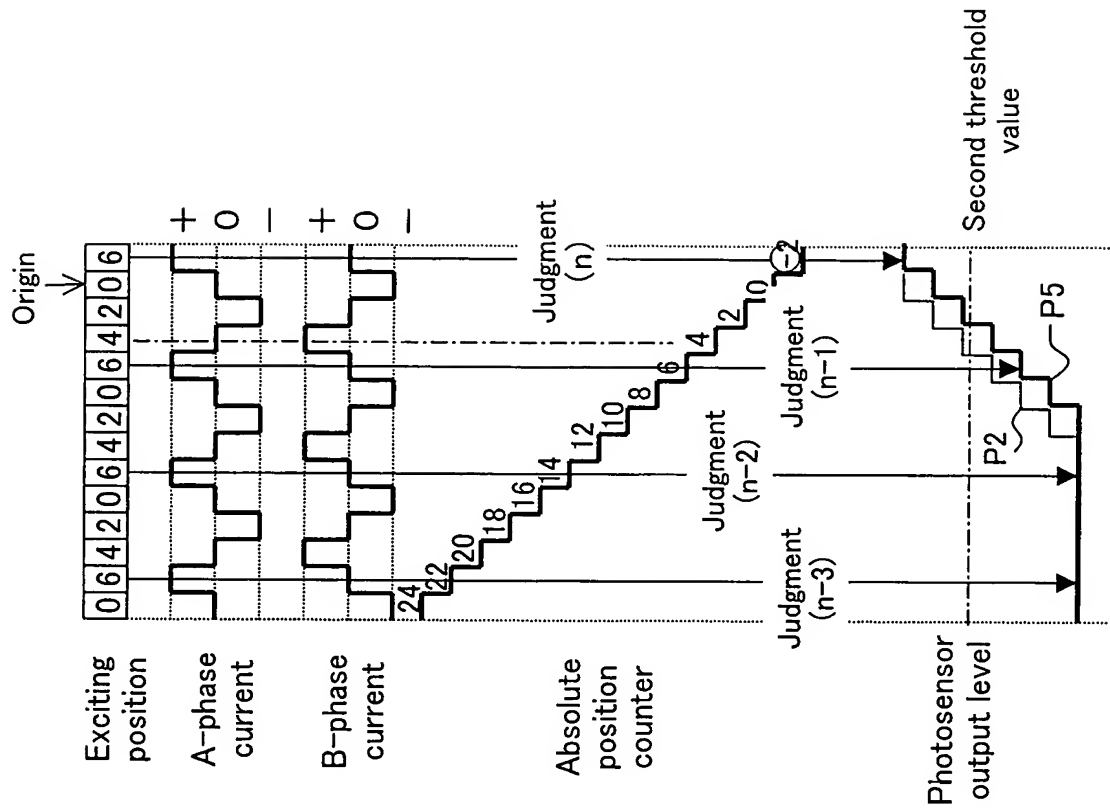 Origin
Exciting
position
0 6 4 2 0 6 4 2 0 6 4 2 0 6
A-phase
current
+
0
-
B-phase
current
+
0
-
Absolute
position
counter
24
22
20
18
16
14
12
10
8
6
4
2
10
-2
Judgment
(n-3)
Judgment
(n-2)
Judgment
(n-1)
Judgment
(n)
Photosensor
output level
Second threshold
value
P2
P5